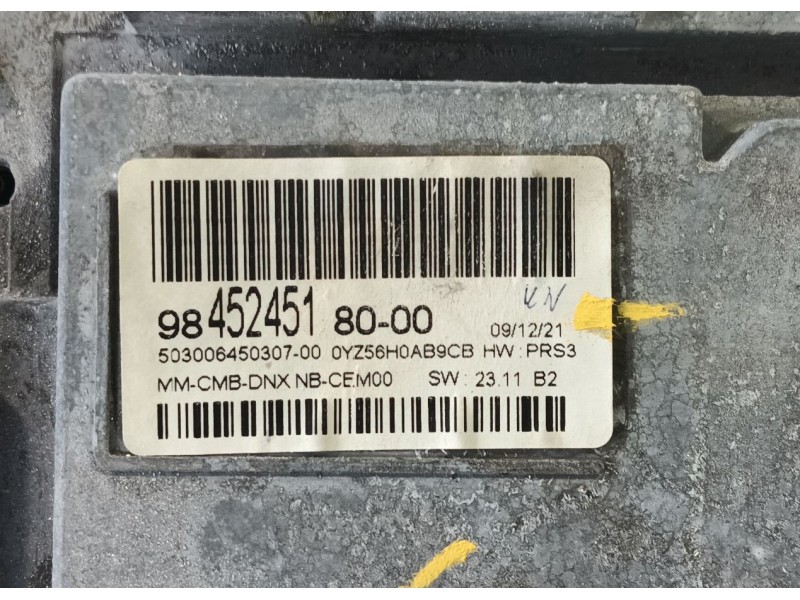 KN
98 452451 80-00 09/12/21
503006450307-00 0YZ56H0AB9CB HW : PRS3
MM-CMB-DNX NB-CEM00 SW : 23.11 B2